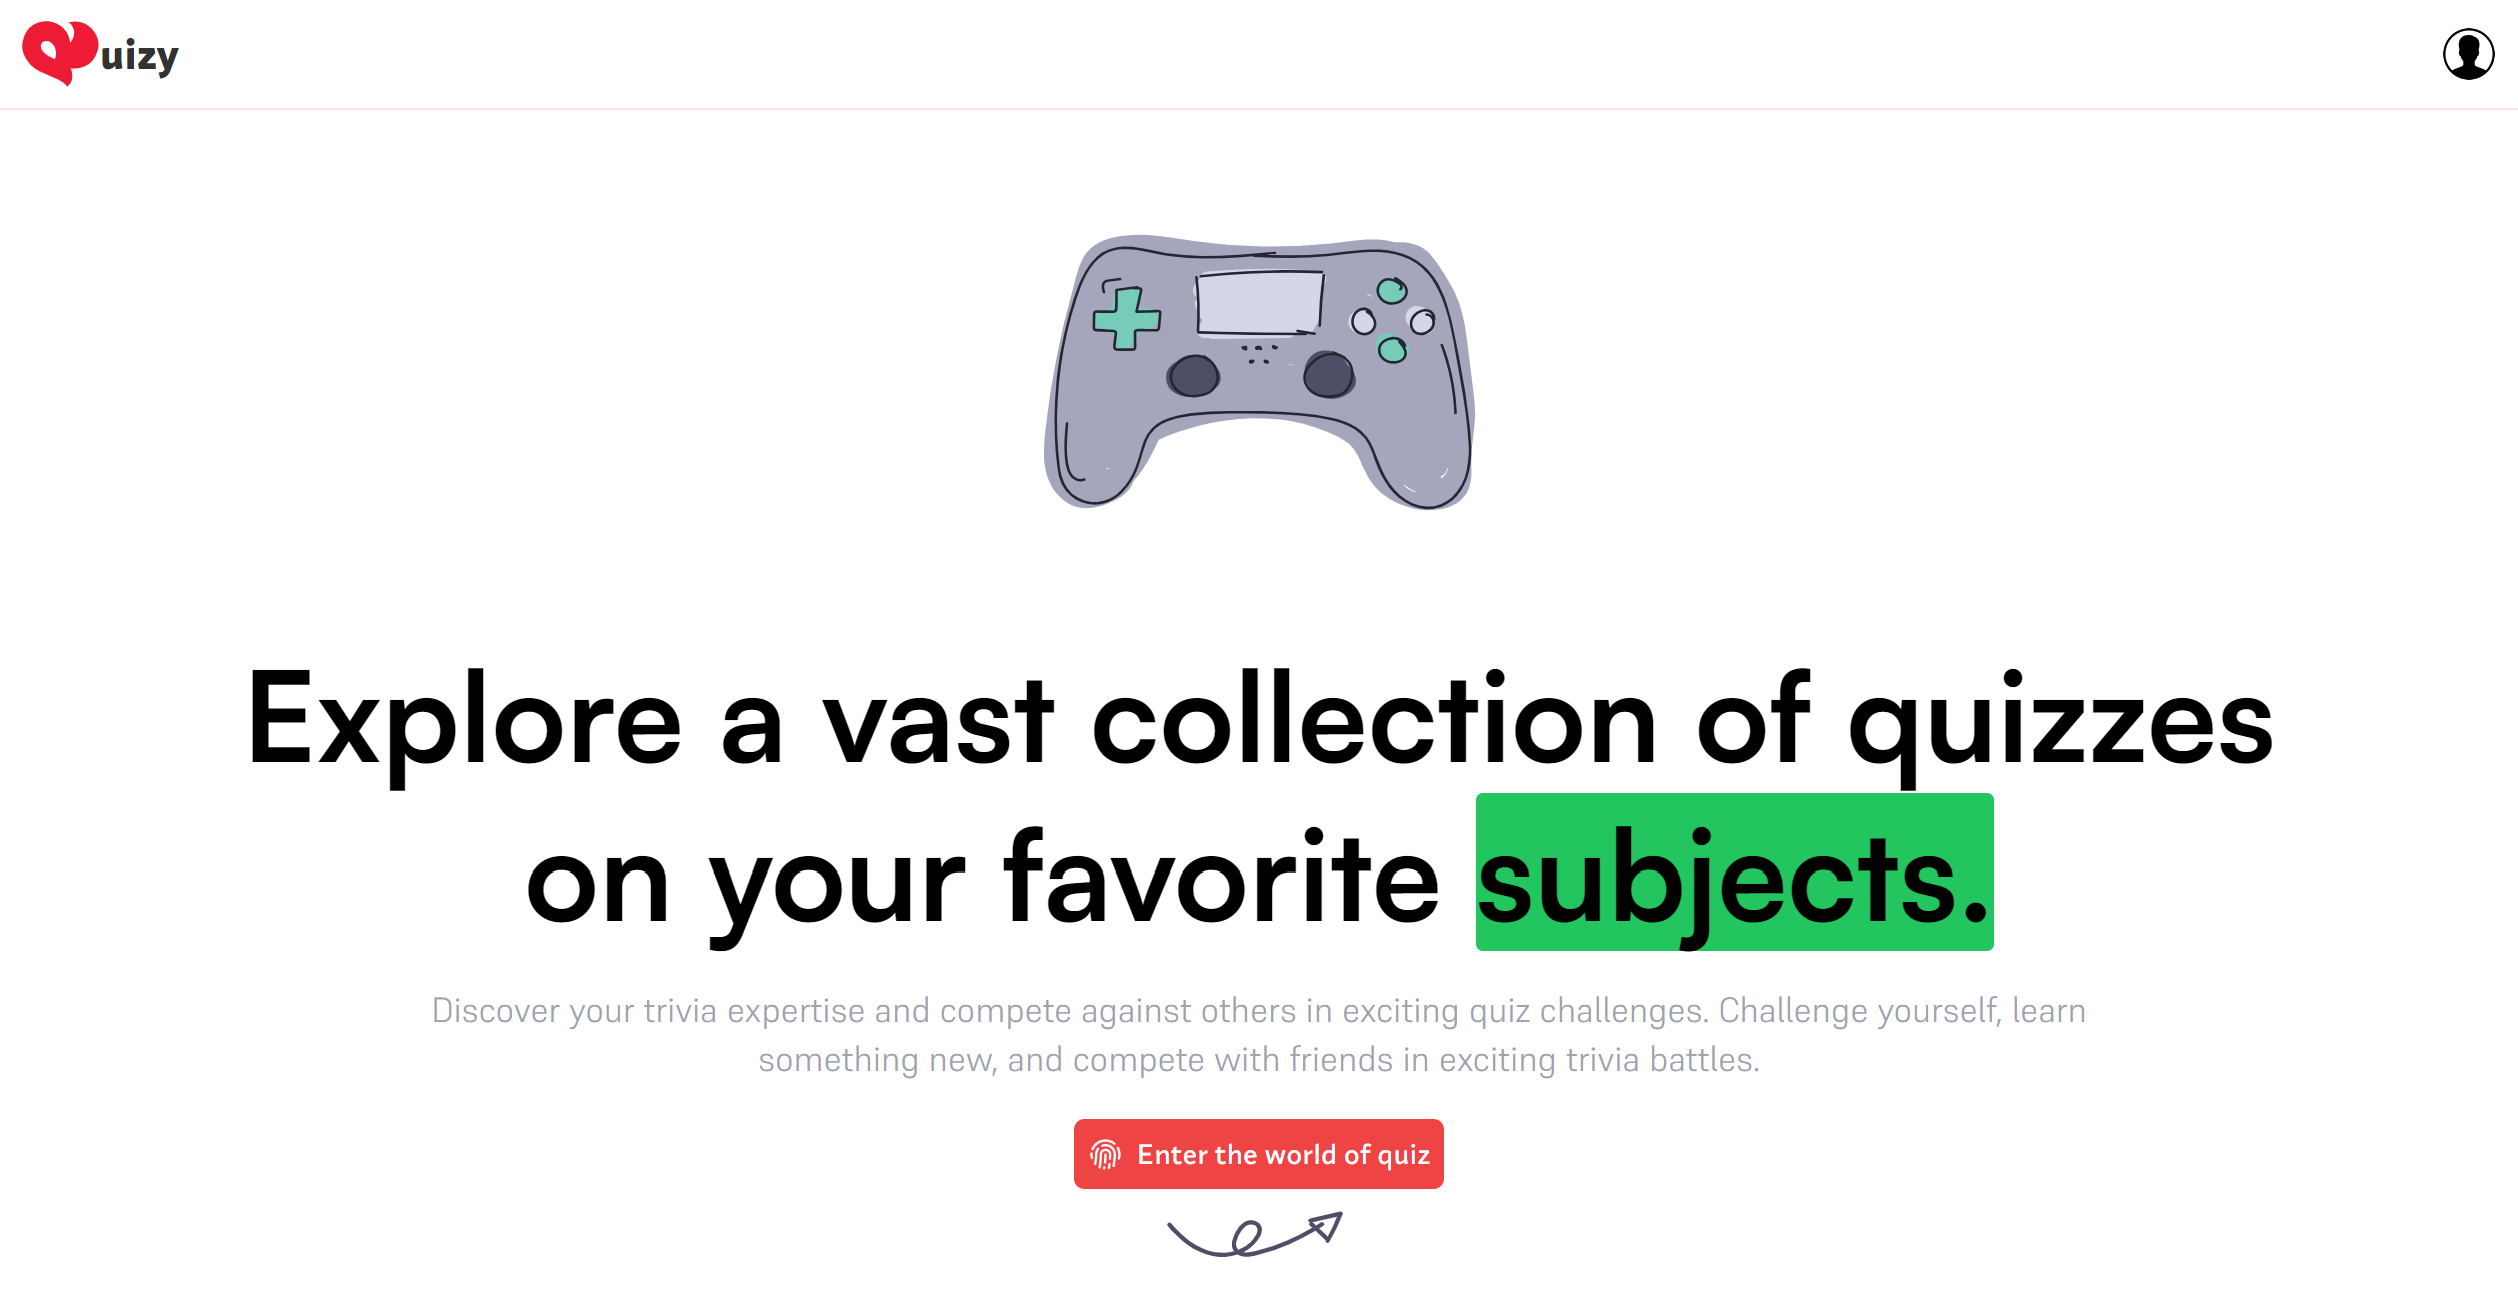 Quizy
Explore a vast collection of quizzes
on your favorite subjects.
Discover your trivia expertise and compete against others in exciting quiz challenges. Challenge yourself, learn
something new, and compete with friends in exciting trivia battles.
Enter the world of quiz